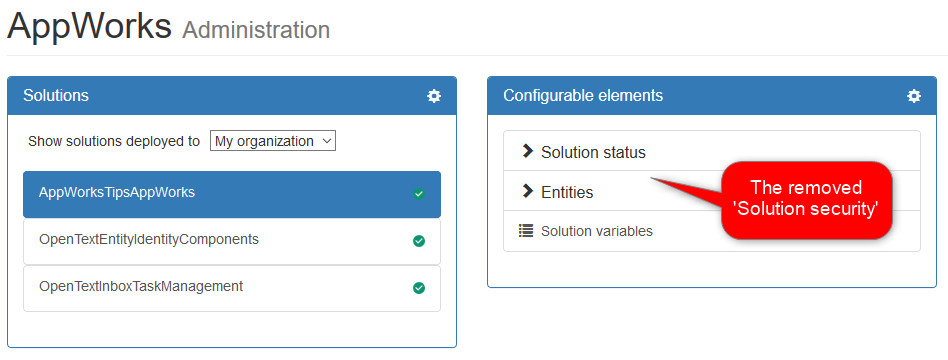 AppWorks Administration
Solutions
Show solutions deployed to My organization
AppWorksTipsAppWorks
OpenTextEntityIdentityComponents
OpenTextInboxTaskManagement
Configurable elements
Solution status
Entities
Solution variables
The removed
'Solution security'